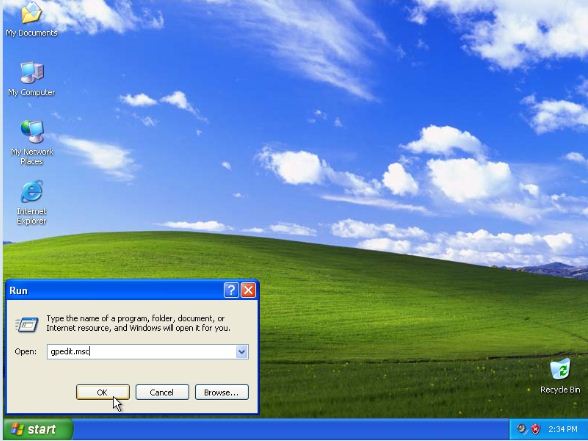 My Documents
My Computer
My Network
Places
Internet
Explorer
Run
Type the name of a program, folder, document, or
Internet resource, and Windows will open it for you.
Open: gpedit.msc
OK Cancel Browse...
Recycle Bin
start 2:34 PM